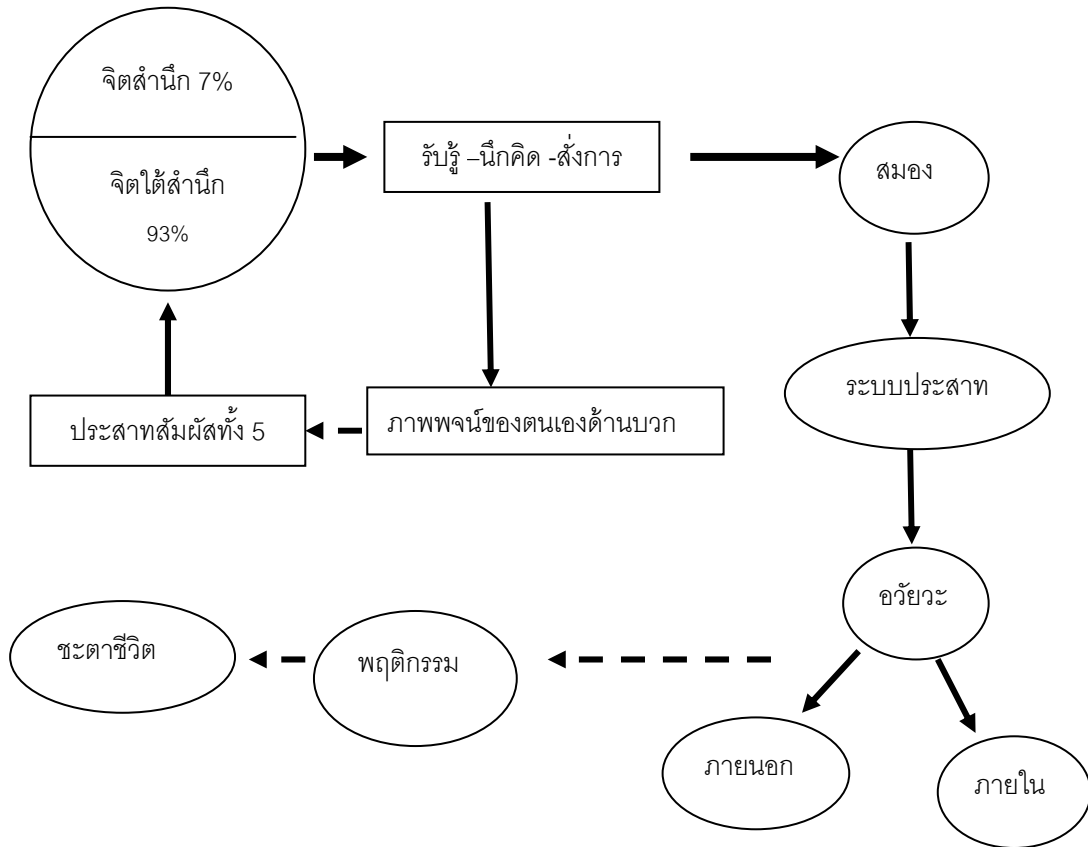 จิตสำนึก 7%
จิตใต้สำนึก
93%
รับรู้ –นึกคิด -สั่งการ
สมอง
ระบบประสาท
ประสาทสัมผัสทั้ง 5
ภาพพจน์ของตนเองด้านบวก
อวัยวะ
ชะตาชีวิต
พฤติกรรม
ภายนอก
ภายใน